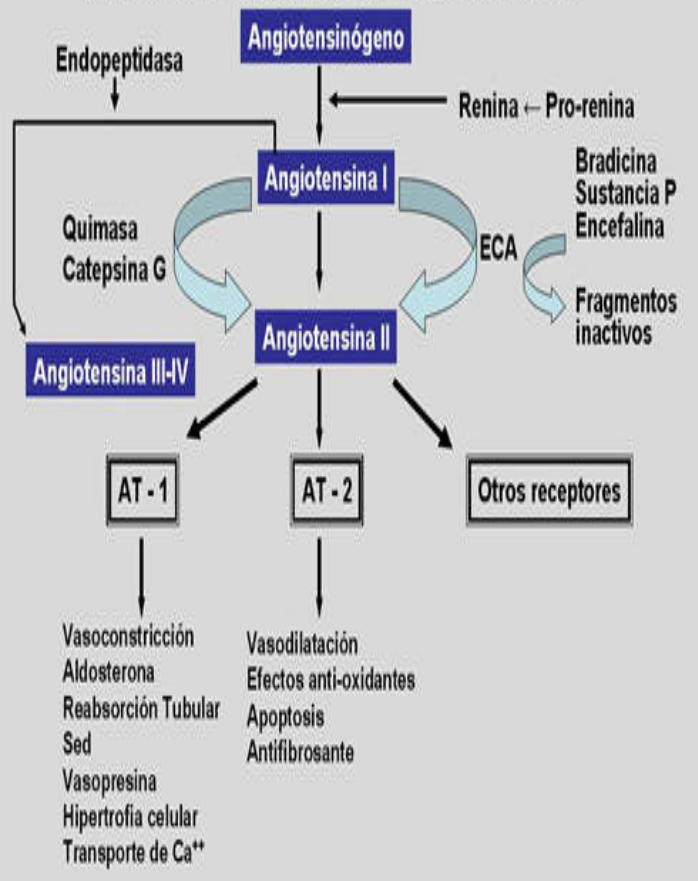 Angiotensinógeno
Endopeptidasa
Renina ← Pro-renina
Angiotensina I
Bradicina
Sustancia P
Encefalina
Quimasa
Catepsina G
ECA
Fragmentos
inactivos
Angiotensina II
Angiotensina III-IV
AT - 1
AT - 2
Otros receptores
Vasoconstricción
Aldosterona
Reabsorción Tubular
Sed
Vasopresina
Hipertrofia celular
Transporte de Ca⁺⁺
Vasodilatación
Efectos anti-oxidantes
Apoptosis
Antifibrosante